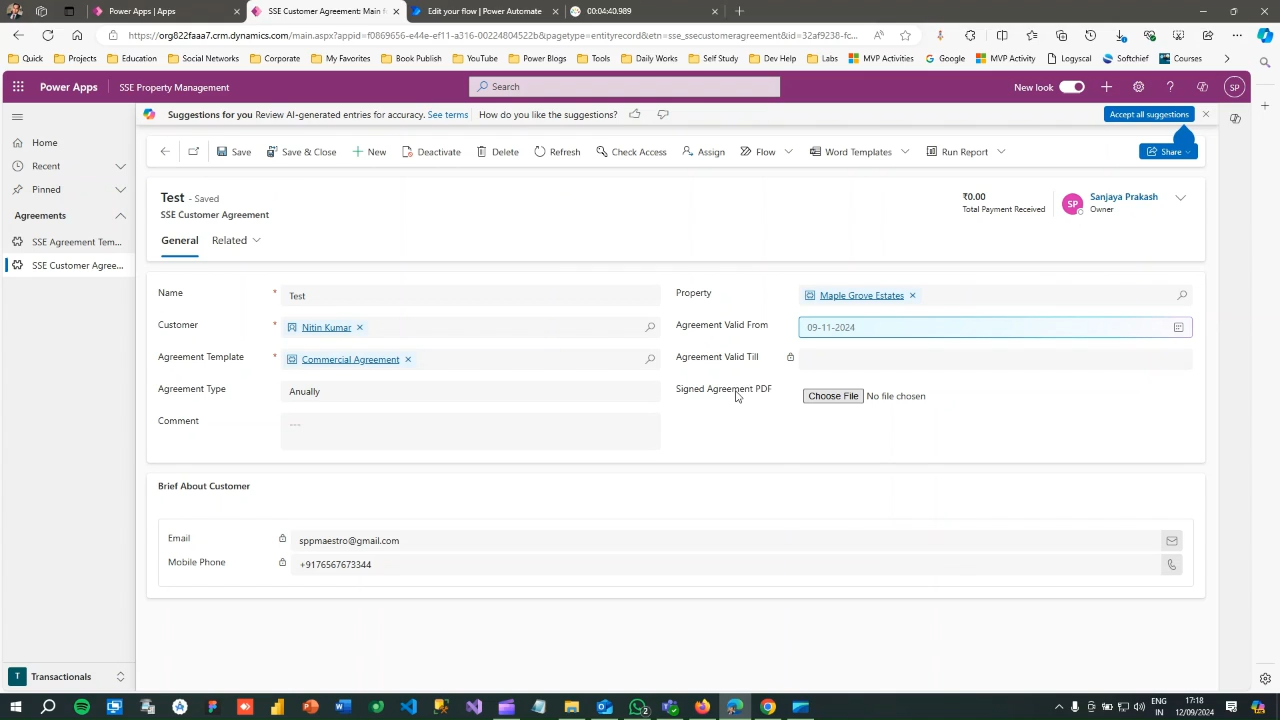 Power Apps | Apps
SSE Customer Agreement: Main f
Edit your flow | Power Automate
00:04:40.989
https://org822faaa7.crm.dynamics.com/main.aspx?appid=f0869656-e44e-ef11-a316-00224804522b&pagetype=entityrecord&etn=sse_ssecustomeragreement&id=32af9238-fc...
Quick Links
Projects
Education
Social Networks
Corporate
My Favorites
Book Publish
YouTube
Power Blogs
Tools
Daily Works
Self Study
Dev Help
Labs
MVP Activities
Google
MVP Activity
Logyscal
Softchief
Courses
Power Apps
SSE Property Management
Search
New look
SP
Suggestions for you Review AI-generated entries for accuracy. See terms
How do you like the suggestions?
Accept all suggestions
Home
Recent
Pinned
Agreements
SSE Agreement Tem...
SSE Customer Agree...
Save
Save & Close
New
Deactivate
Delete
Refresh
Check Access
Assign
Flow
Word Templates
Run Report
Share
Test - Saved
SSE Customer Agreement
₹0.00
Total Payment Received
SP
Sanjaya Prakash
Owner
General
Related
Name * Test
Customer * Nitin Kumar
Agreement Template * Commercial Agreement
Agreement Type Anually
Comment ---
Property Maple Grove Estates
Agreement Valid From 09-11-2024
Agreement Valid Till
Signed Agreement PDF Choose File No file chosen
Brief About Customer
Email sppmaestro@gmail.com
Mobile Phone +9176567673344
T Transactionals
ENG
IN
17:18
12/09/2024